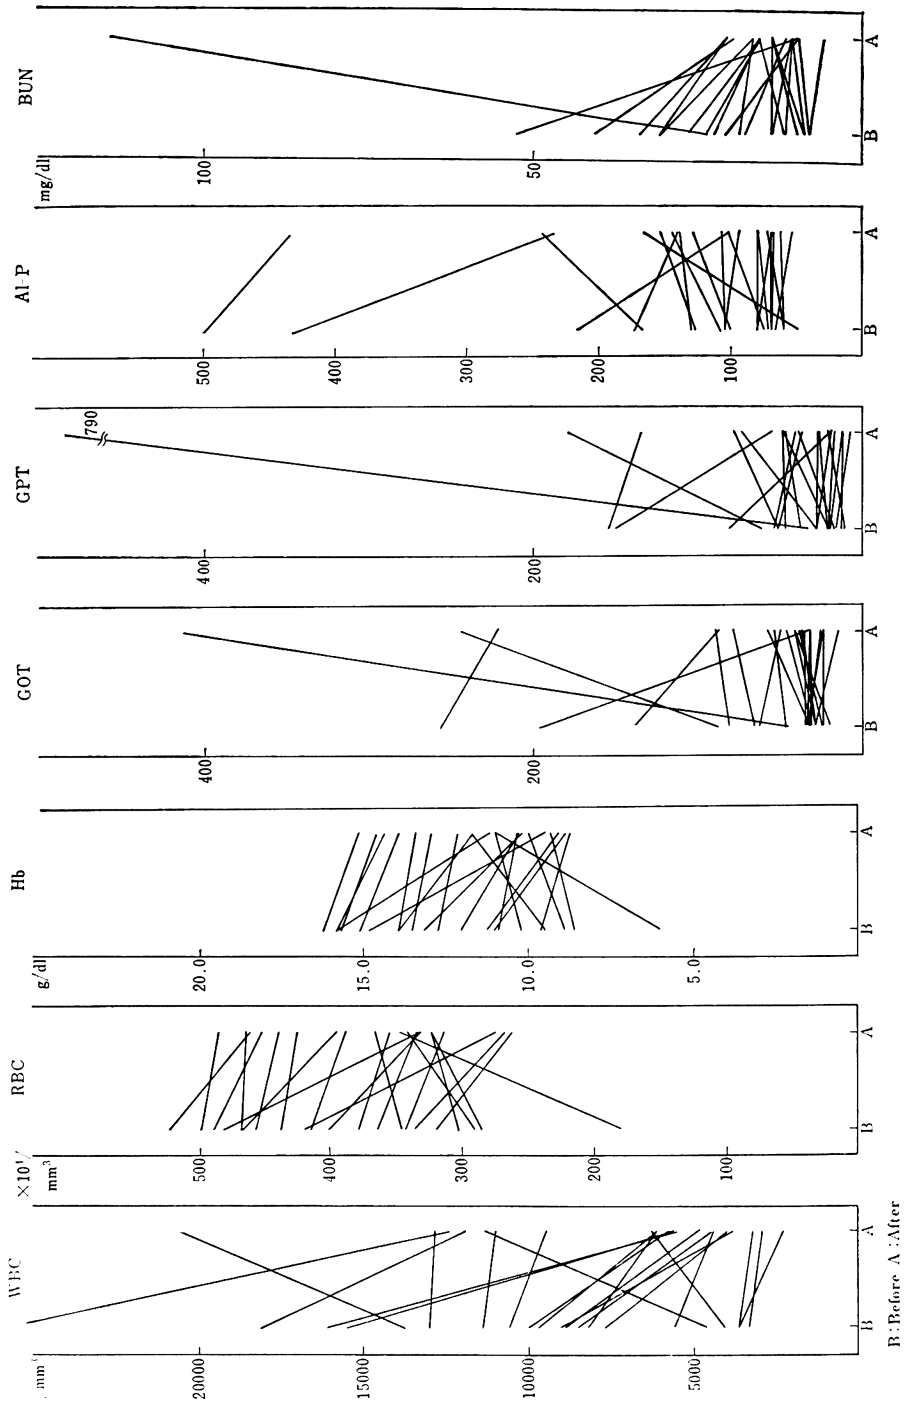 WBC
mm³
20000
15000
10000
5000
B
A
RBC
×10⁴/
mm³
500
400
300
200
100
B
A
Hb
g/dl
20.0
15.0
10.0
5.0
B
A
GOT
400
200
B
A
GPT
790
400
200
B
A
Al-P
500
400
300
200
100
B
A
BUN
mg/dl
100
50
B
A
B:Before A:After